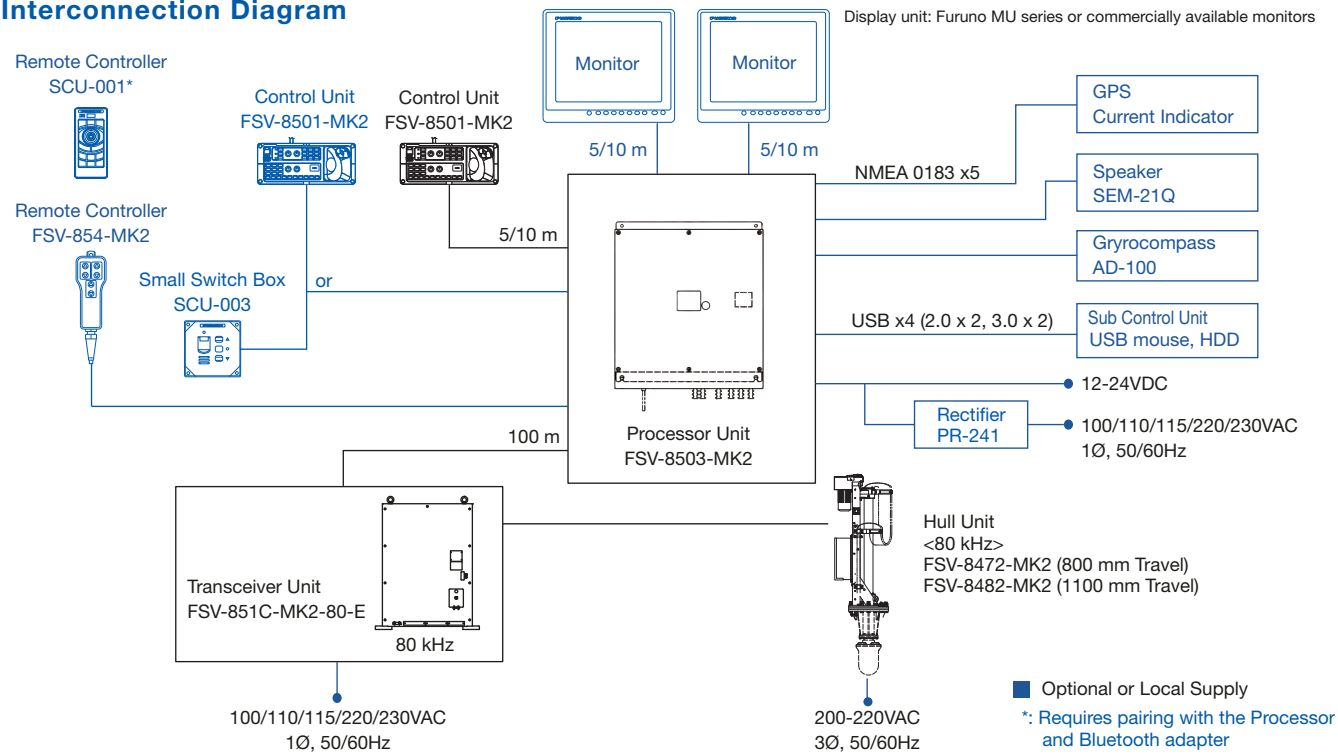 Interconnection Diagram
Display unit: Furuno MU series or commercially available monitors
FURUNO
FURUNO
Monitor
Monitor
Remote Controller
SCU-001*
Control Unit
FSV-8501-MK2
Control Unit
FSV-8501-MK2
5/10 m
5/10 m
GPS
Current Indicator
NMEA 0183 x5
Speaker
SEM-21Q
Remote Controller
FSV-854-MK2
5/10 m
Gryrocompass
AD-100
Small Switch Box
SCU-003
or
USB x4 (2.0 x 2, 3.0 x 2)
Sub Control Unit
USB mouse, HDD
12-24VDC
Rectifier
PR-241
100/110/115/220/230VAC
1Ø, 50/60Hz
100 m
Processor Unit
FSV-8503-MK2
Hull Unit
<80 kHz>
FSV-8472-MK2 (800 mm Travel)
FSV-8482-MK2 (1100 mm Travel)
Transceiver Unit
FSV-851C-MK2-80-E
80 kHz
100/110/115/220/230VAC
1Ø, 50/60Hz
200-220VAC
3Ø, 50/60Hz
Optional or Local Supply
*: Requires pairing with the Processor
and Bluetooth adapter